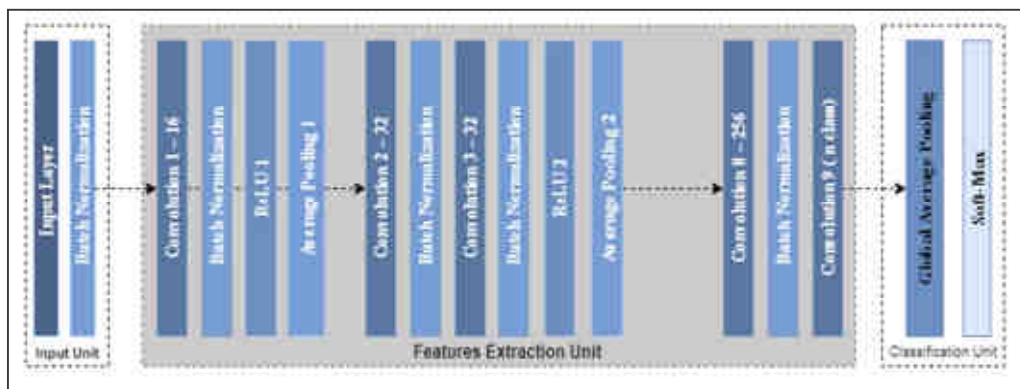 Input Layer
Batch Normalization
Input Unit
Convolution 1 - 16
Batch Normalization
ReLU 1
Average Pooling 1
Convolution 2 - 32
Batch Normalization
Convolution 3 - 32
Batch Normalization
ReLU 2
Average Pooling 2
Convolution 8 - 256
Batch Normalization
Convolution 9 ( n class)
Features Extraction Unit
Global Average Pooling
Soft-Max
Classification Unit